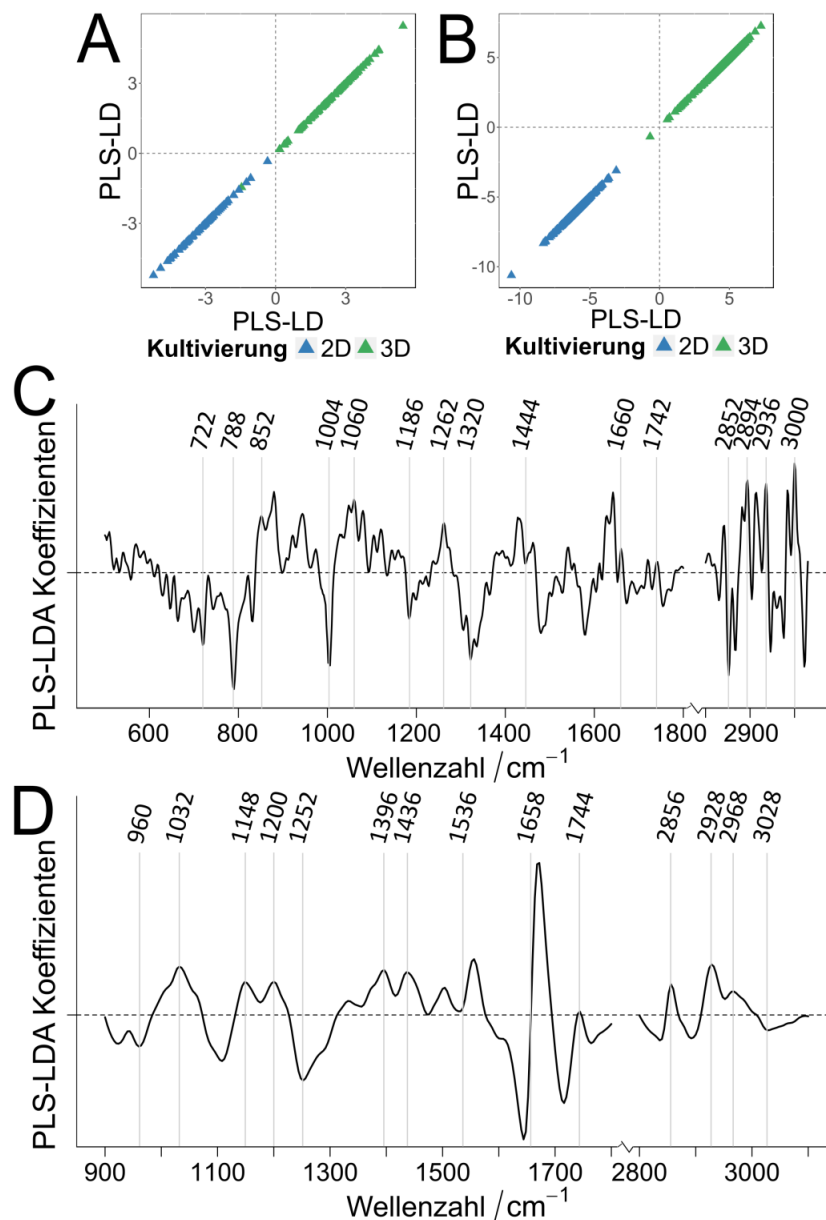 A
B
PLS-LD
PLS-LD
3
0
-3
5
0
-5
-10
-3
0
3
-10
-5
0
5
PLS-LD
PLS-LD
Kultivierung 2D 3D
Kultivierung 2D 3D
C
722
788
852
1004
1060
1186
1262
1320
1444
1660
1742
2852
2894
2936
3000
PLS-LDA Koeffizienten
600 800 1000 1200 1400 1600 1800 2900
Wellenzahl /cm⁻¹
D
960
1032
1148
1200
1252
1396
1436
1536
1658
1744
2856
2928
2968
3028
PLS-LDA Koeffizienten
900 1100 1300 1500 1700 2800 3000
Wellenzahl /cm⁻¹